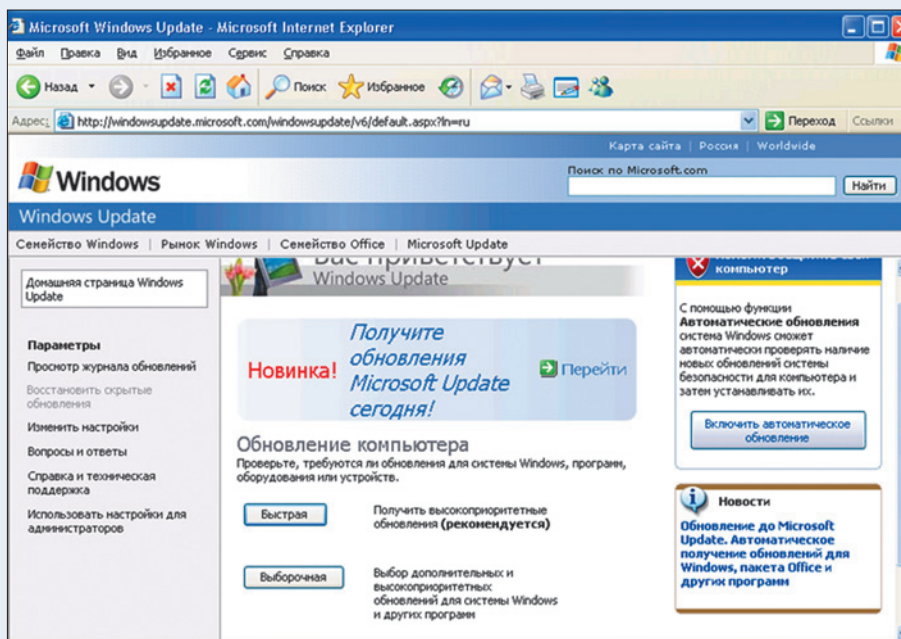 Microsoft Windows Update - Microsoft Internet Explorer
Файл Правка Вид Избранное Сервис Справка
Назад Поиск Избранное
Адрес: http://windowsupdate.microsoft.com/windowsupdate/v6/default.aspx?ln=ru Переход Ссылки
Карта сайта | Россия | Worldwide
Windows
Поиск по Microsoft.com
Найти
Windows Update
Семейство Windows | Рынок Windows | Семейство Office | Microsoft Update
Домашняя страница Windows
Update
Параметры
Просмотр журнала обновлений
Восстановить скрытые
обновления
Изменить настройки
Вопросы и ответы
Справка и техническая
поддержка
Использовать настройки для
администраторов
Вас приветствует
Windows Update
Новинка!
Получите
обновления
Microsoft Update
сегодня!
Перейти
Обновление компьютера
Проверьте, требуются ли обновления для системы Windows, программ,
оборудования или устройств.
Быстрая
Получить высокоприоритетные
обновления (рекомендуется)
Выборочная
Выбор дополнительных и
высокоприоритетных
обновлений для системы Windows
и других программ
компьютер
С помощью функции
Автоматические обновления
система Windows сможет
автоматически проверять наличие
новых обновлений системы
безопасности для компьютера и
затем устанавливать их.
Включить автоматическое
обновление
Новости
Обновление до Microsoft
Update. Автоматическое
получение обновлений для
Windows, пакета Office и
других программ